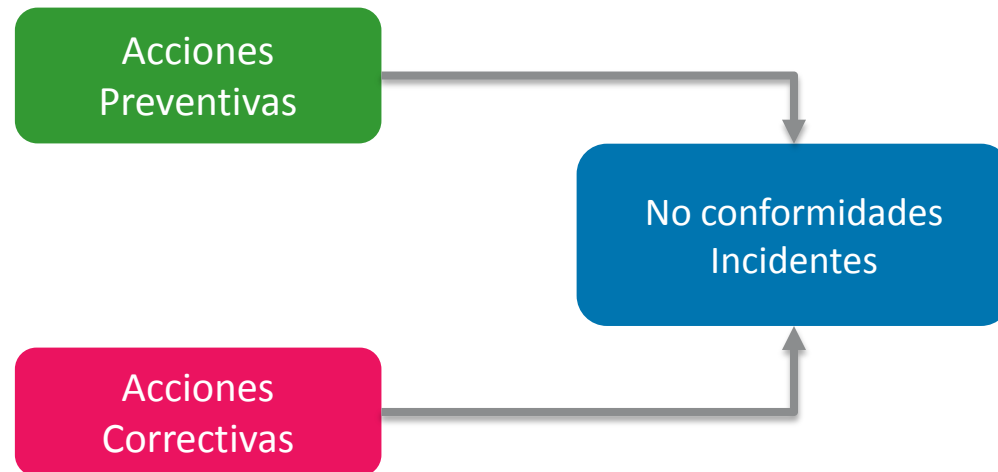 Acciones
Preventivas
No conformidades
Incidentes
Acciones
Correctivas